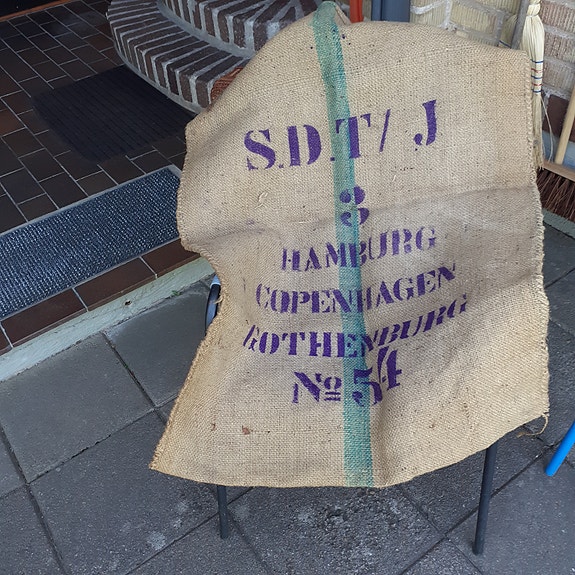 S.D.T/ J
3
HAMBURG
COPENHAGEN
GOTHENBURG
No 54